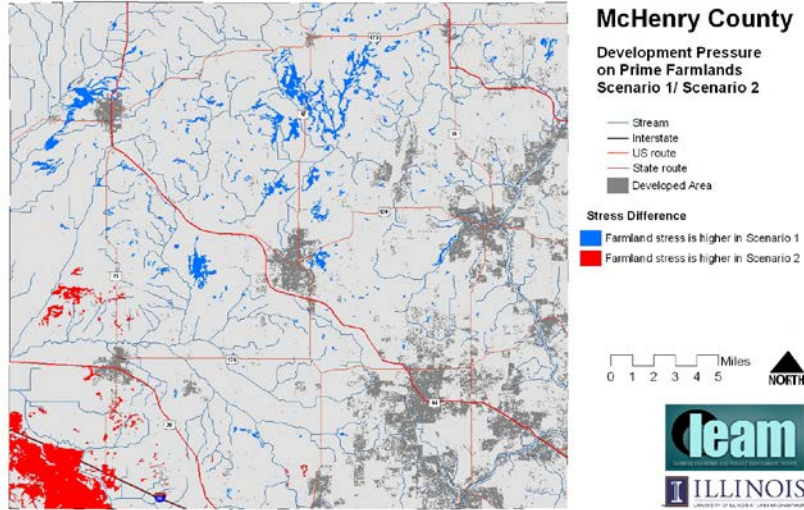 McHenry County
Development Pressure
on Prime Farmlands
Scenario 1/ Scenario 2
Stream
Interstate
US route
State route
Developed Area
Stress Difference
Farmland stress is higher in Scenario 1
Farmland stress is higher in Scenario 2
Miles
0 1 2 3 4 5
NORTH
173
176
leam
ILLINOIS